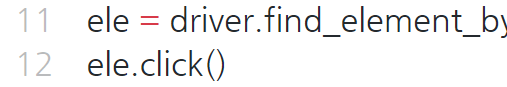 11 ele = driver.find_element_by
12 ele.click()